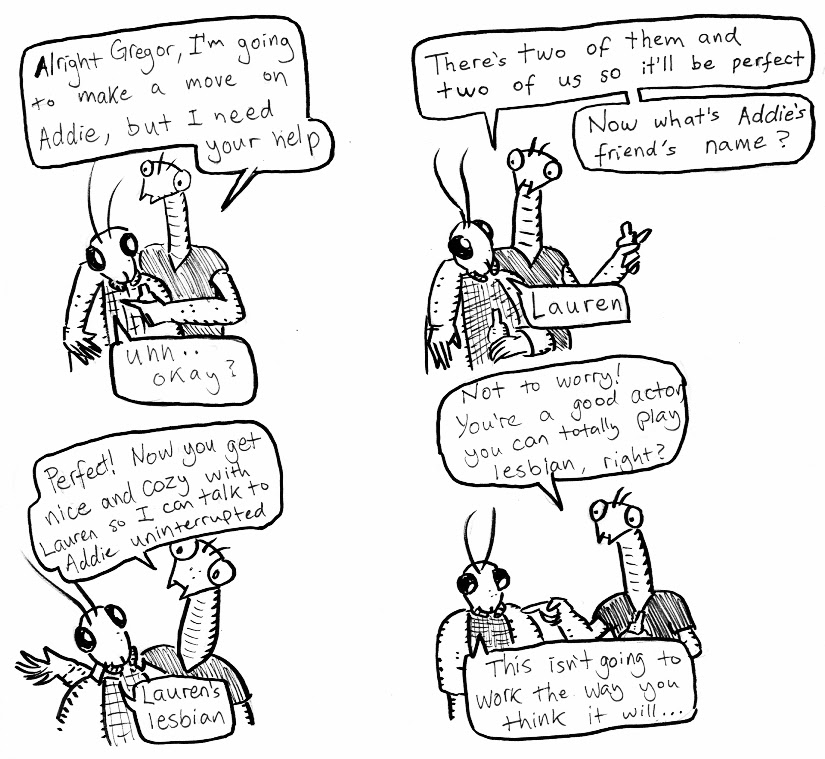 Alright Gregor, I'm going
to make a move on
Addie, but I need
your help
uhh..
okay?
There's two of them and
two of us so it'll be perfect
Now what's Addie's
friend's name?
Lauren
Perfect! Now you get
nice and cozy with
Lauren so I can talk to
Addie uninterrupted
Lauren's
lesbian
Not to worry!
You're a good actor
you can totally play
lesbian, right?
This isn't going to
work the way you
think it will...